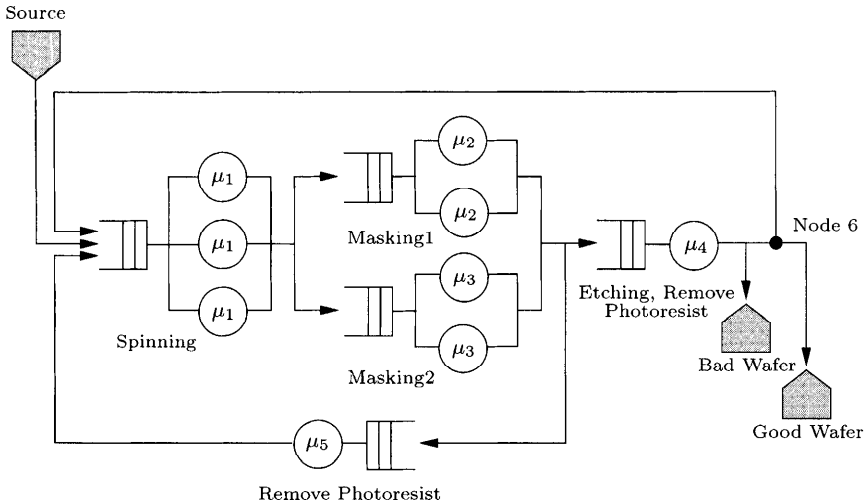 Source
μ1
μ1
μ1
Spinning
μ2
μ2
Masking1
μ3
μ3
Masking2
μ4
Etching, Remove
Photoresist
Node 6
Bad Wafer
Good Wafer
μ5
Remove Photoresist